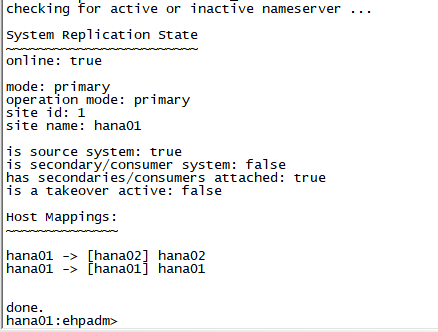 checking for active or inactive nameserver ...
System Replication State
~~~~~~~~~~~~~~~~~~~~~~~~
online: true
mode: primary
operation mode: primary
site id: 1
site name: hana01
is source system: true
is secondary/consumer system: false
has secondaries/consumers attached: true
is a takeover active: false
Host Mappings:
~~~~~~~~~~~~~~
hana01 -> [hana02] hana02
hana01 -> [hana01] hana01
done.
hana01:ehpadm>